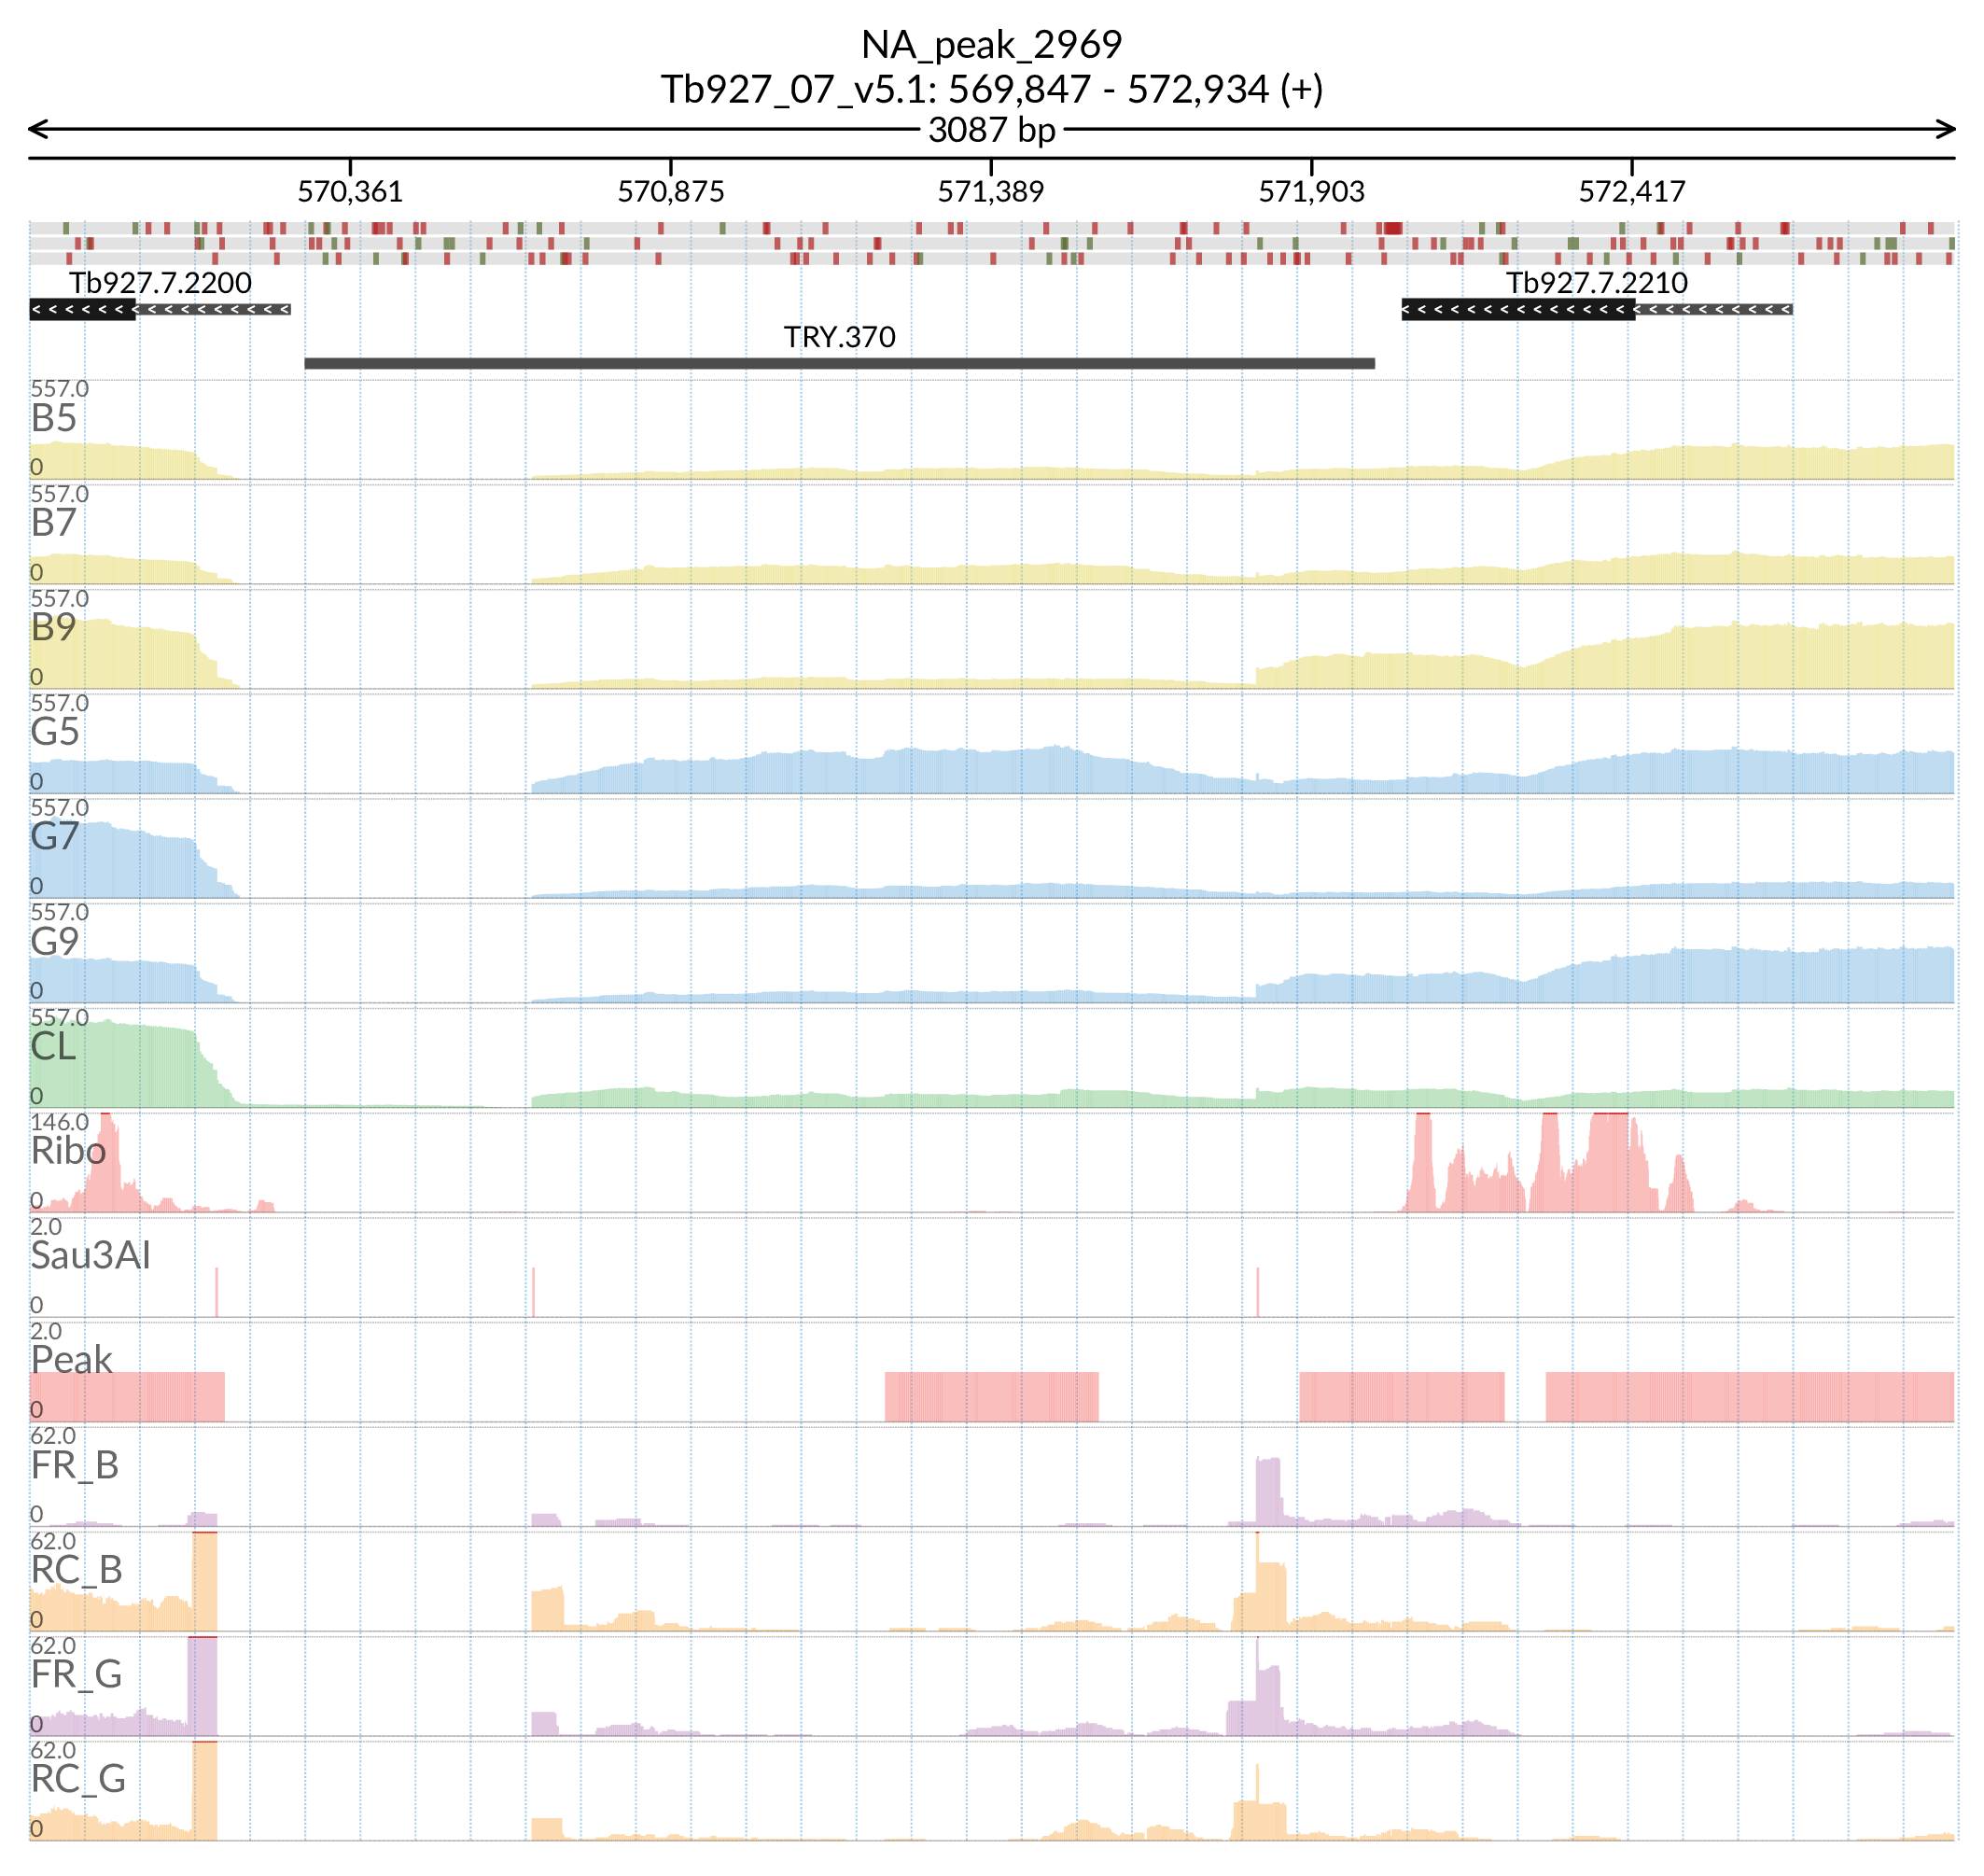 NA_peak_2969
Tb927_07_v5.1: 569,847 - 572,934 (+)
3087 bp
570,361 570,875 571,389 571,903 572,417
Tb927.7.2200 Tb927.7.2210
TRY.370
557.0
B5
0
557.0
B7
0
557.0
B9
0
557.0
G5
0
557.0
G7
0
557.0
G9
0
557.0
CL
0
146.0
Ribo
0
2.0
Sau3AI
0
2.0
Peak
0
62.0
FR_B
0
62.0
RC_B
0
62.0
FR_G
0
62.0
RC_G
0